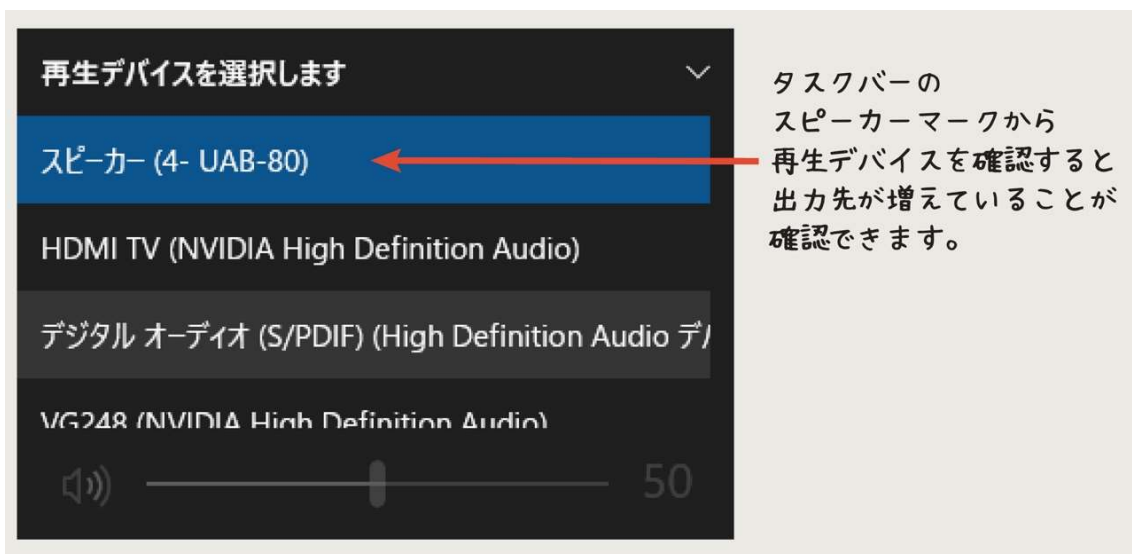 再生デバイスを選択します
スピーカー (4- UAB-80)
HDMI TV (NVIDIA High Definition Audio)
デジタル オーディオ (S/PDIF) (High Definition Audio デバ
VG248 (NVIDIA High Definition Audio)
50
タスクバーの
スピーカーマークから
再生デバイスを確認すると
出力先が増えていることが
確認できます。